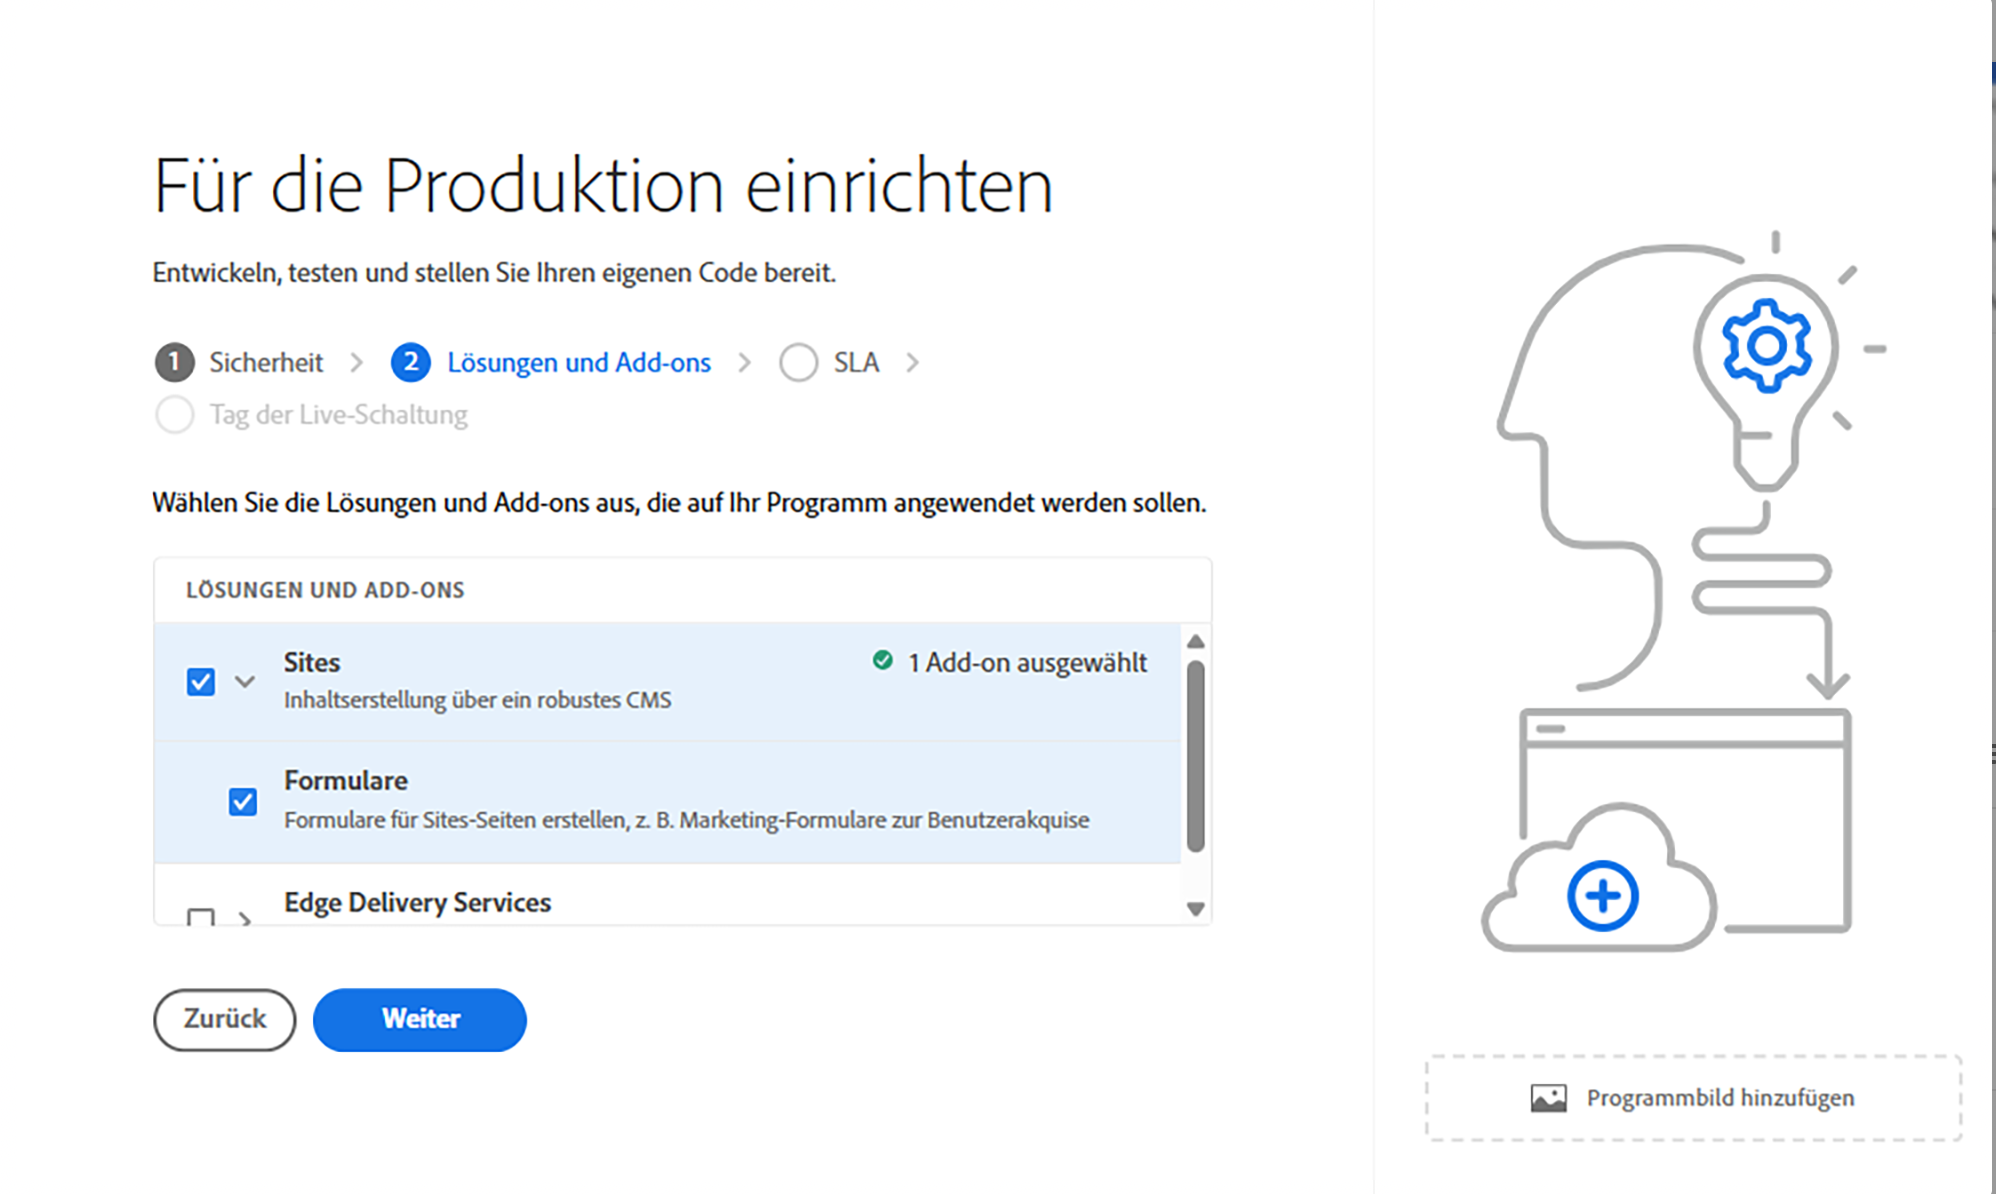 Für die Produktion einrichten
Entwickeln, testen und stellen Sie Ihren eigenen Code bereit.
1 Sicherheit 2 Lösungen und Add-ons SLA
Tag der Live-Schaltung
Wählen Sie die Lösungen und Add-ons aus, die auf Ihr Programm angewendet werden sollen.
LÖSUNGEN UND ADD-ONS
Sites 1 Add-on ausgewählt
Inhaltserstellung über ein robustes CMS
Formulare
Formulare für Sites-Seiten erstellen, z. B. Marketing-Formulare zur Benutzerakquise
Edge Delivery Services
Zurück Weiter
Programmbild hinzufügen